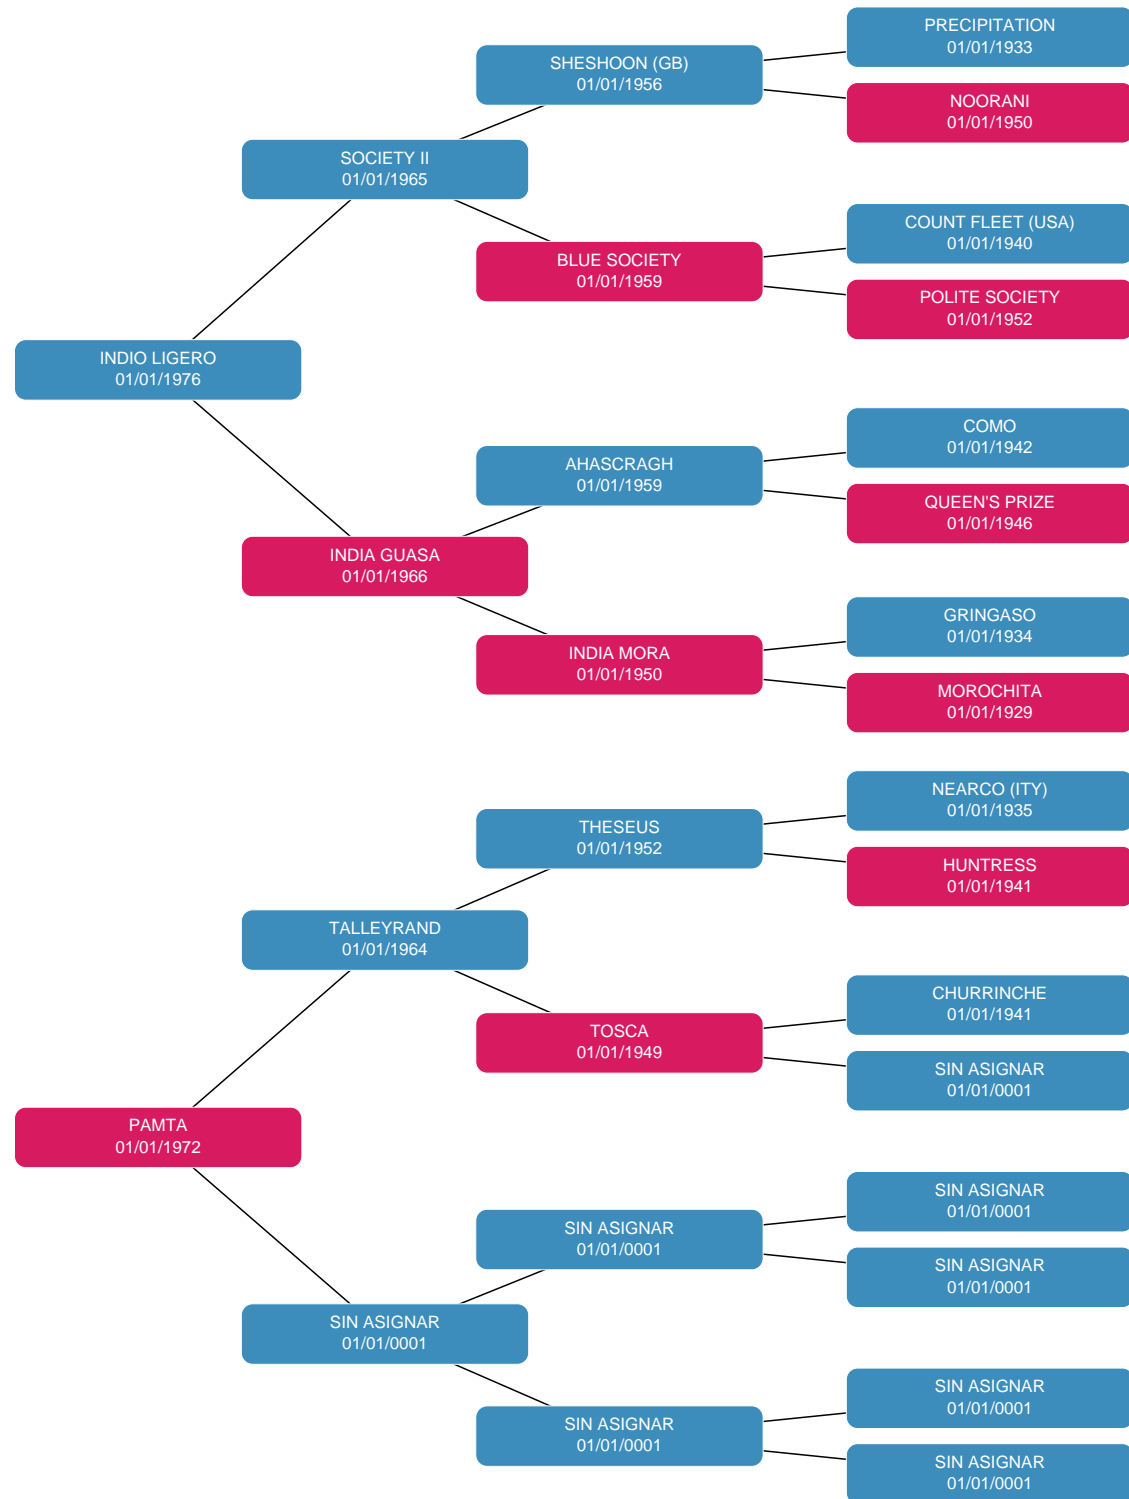 PRECIPITATION
01/01/1933
SHESHOON (GB)
01/01/1956
NOORANI
01/01/1950
SOCIETY II
01/01/1965
COUNT FLEET (USA)
01/01/1940
BLUE SOCIETY
01/01/1959
POLITE SOCIETY
01/01/1952
INDIO LIGERO
01/01/1976
COMO
01/01/1942
AHASCRAGH
01/01/1959
QUEEN'S PRIZE
01/01/1946
INDIA GUASA
01/01/1966
GRINGASO
01/01/1934
INDIA MORA
01/01/1950
MOROCHITA
01/01/1929
NEARCO (ITY)
01/01/1935
THESEUS
01/01/1952
HUNTRESS
01/01/1941
TALLEYRAND
01/01/1964
CHURRINCHE
01/01/1941
TOSCA
01/01/1949
SIN ASIGNAR
01/01/0001
PAMTA
01/01/1972
SIN ASIGNAR
01/01/0001
SIN ASIGNAR
01/01/0001
SIN ASIGNAR
01/01/0001
SIN ASIGNAR
01/01/0001
SIN ASIGNAR
01/01/0001
SIN ASIGNAR
01/01/0001
SIN ASIGNAR
01/01/0001